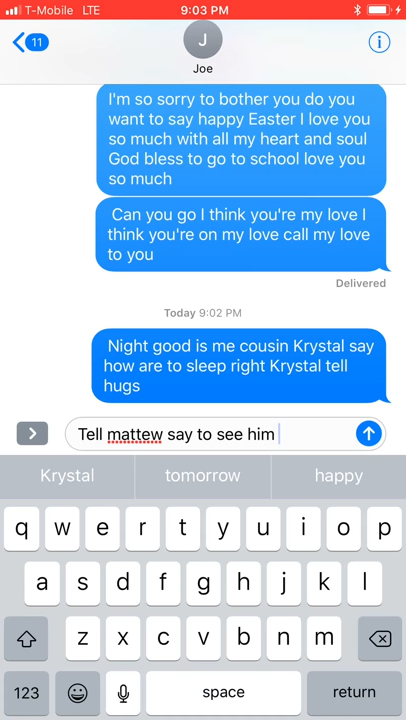 T-Mobile LTE 9:03 PM
11
J
Joe
I'm so sorry to bother you do you
want to say happy Easter I love you
so much with all my heart and soul
God bless to go to school love you
so much
Can you go I think you're my love I
think you're on my love call my love
to you
Delivered
Today 9:02 PM
Night good is me cousin Krystal say
how are to sleep right Krystal tell
hugs
Tell mattew say to see him
Krystal tomorrow happy
q w e r t y u i o p
a s d f g h j k l
z x c v b n m
123 space return